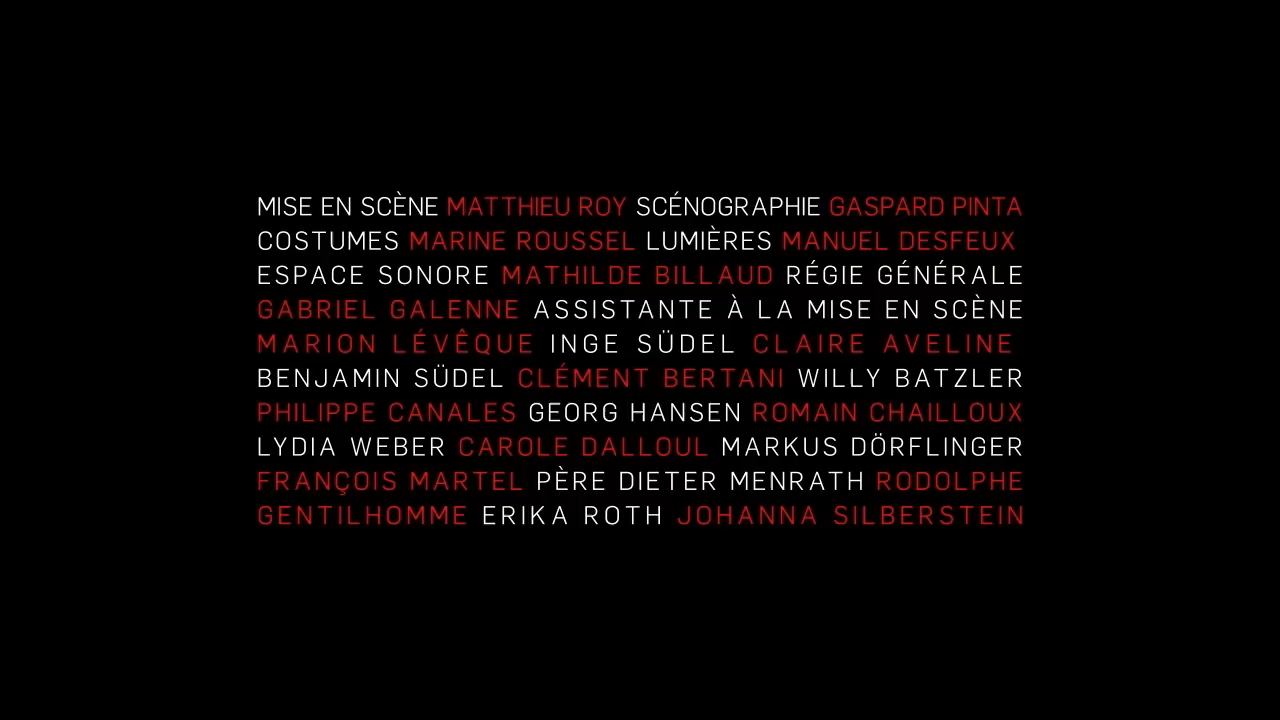 MISE EN SCÈNE MATTHIEU ROY SCÉNOGRAPHIE GASPARD PINTA
COSTUMES MARINE ROUSSEL LUMIÈRES MANUEL DESFEUX
ESPACE SONORE MATHILDE BILLAUD RÉGIE GÉNÉRALE
GABRIEL GALENNE ASSISTANTE À LA MISE EN SCÈNE
MARION LÉVÊQUE INGE SÜDEL CLAIRE AVELINE
BENJAMIN SÜDEL CLÉMENT BERTANI WILLY BATZLER
PHILIPPE CANALES GEORG HANSEN ROMAIN CHAILLOUX
LYDIA WEBER CAROLE DALLOUL MARKUS DÖRFLINGER
FRANÇOIS MARTEL PÈRE DIETER MENRATH RODOLPHE
GENTILHOMME ERIKA ROTH JOHANNA SILBERSTEIN